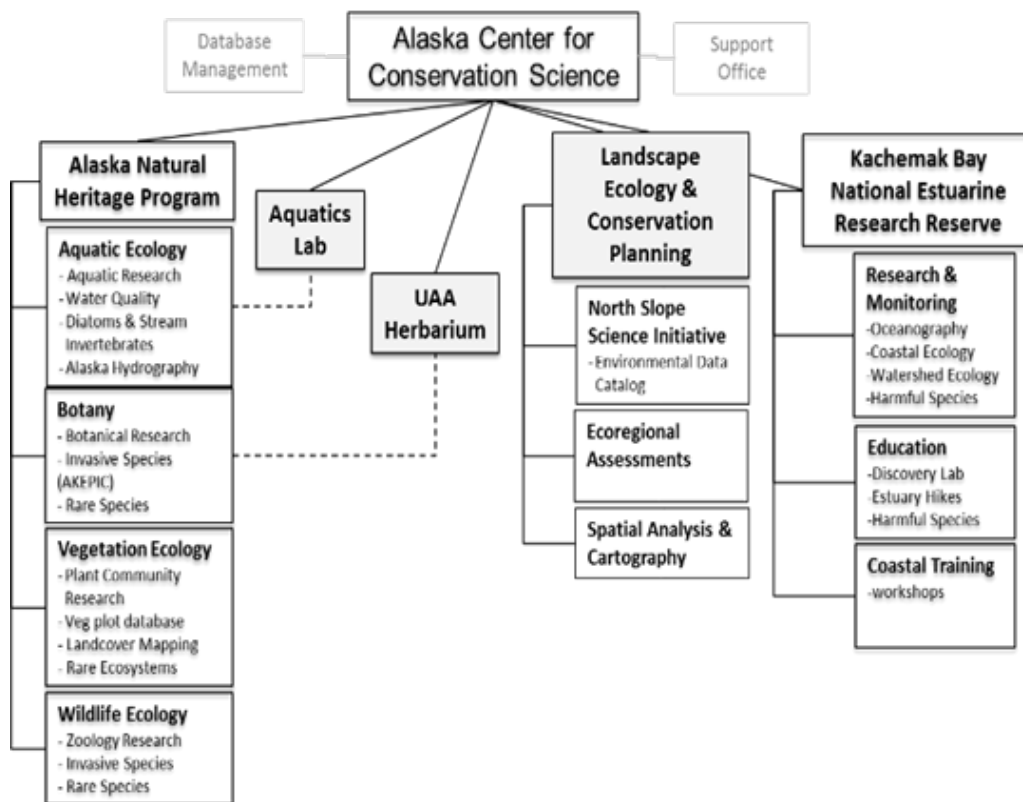 Database
Management
Alaska Center for
Conservation Science
Support
Office
Alaska Natural
Heritage Program
Aquatic Ecology
- Aquatic Research
- Water Quality
- Diatoms & Stream
Invertebrates
- Alaska Hydrography
Botany
- Botanical Research
- Invasive Species
(AKEPIC)
- Rare Species
Vegetation Ecology
- Plant Community
Research
- Veg plot database
- Landcover Mapping
- Rare Ecosystems
Wildlife Ecology
- Zoology Research
- Invasive Species
- Rare Species
Aquatics
Lab
UAA
Herbarium
Landscape
Ecology &
Conservation
Planning
North Slope
Science Initiative
- Environmental Data
Catalog
Ecoregional
Assessments
Spatial Analysis &
Cartography
Kachemak Bay
National Estuarine
Research Reserve
Research &
Monitoring
-Oceanography
-Coastal Ecology
-Watershed Ecology
-Harmful Species
Education
-Discovery Lab
-Estuary Hikes
-Harmful Species
Coastal Training
-workshops